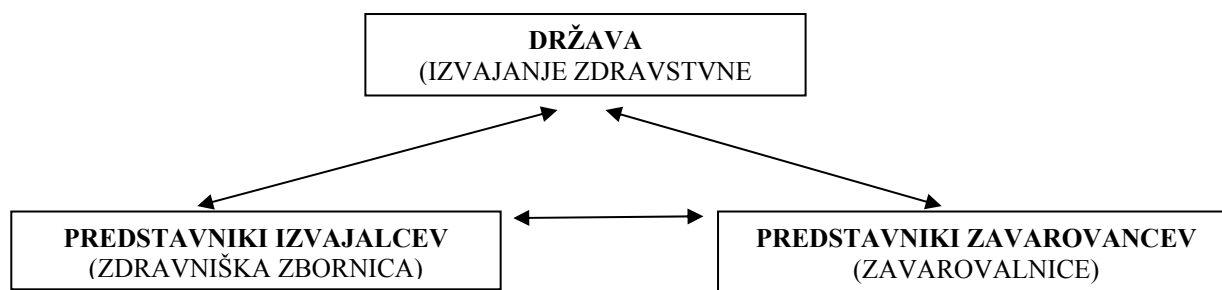 DRŽAVA
(IZVAJANJE ZDRAVSTVNE
PREDSTAVNIKI IZVAJALCEV
(ZDRAVNIŠKA ZBORNICA)
PREDSTAVNIKI ZAVAROVANCEV
(ZAVAROVALNICE)